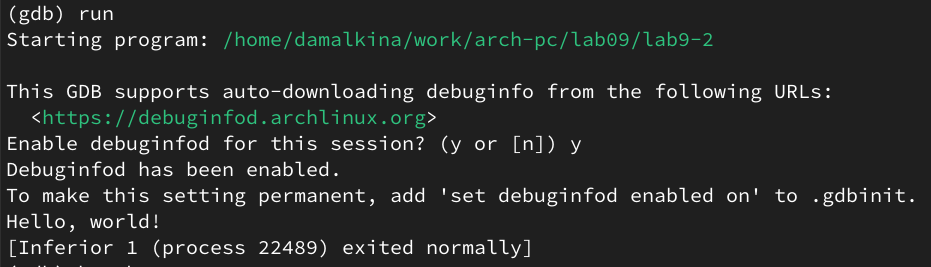 (gdb) run
Starting program: /home/damalkina/work/arch-pc/lab09/lab9-2
This GDB supports auto-downloading debuginfo from the following URLs:
<https://debuginfod.archlinux.org>
Enable debuginfod for this session? (y or [n]) y
Debuginfod has been enabled.
To make this setting permanent, add 'set debuginfod enabled on' to .gdbinit.
Hello, world!
[Inferior 1 (process 22489) exited normally]